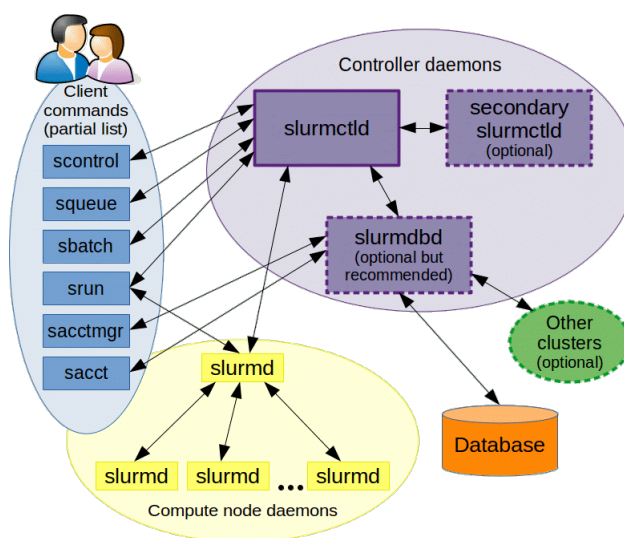 Client
commands
(partial list)
scontrol
squeue
sbatch
srun
sacctmgr
sacct
Controller daemons
slurmctld
secondary
slurmctld
(optional)
slurmdbd
(optional but
recommended)
Other
clusters
(optional)
Database
slurmd
slurmd
slurmd
...
slurmd
Compute node daemons